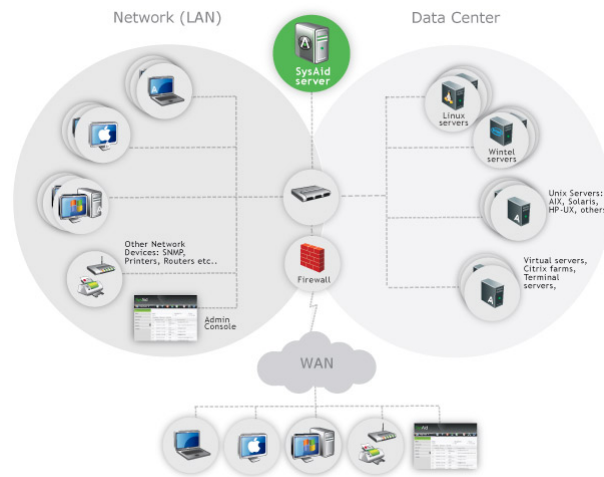 Network (LAN)
Data Center
SysAid
server
Linux
servers
Wintel
servers
Unix Servers:
AIX, Solaris,
HP-UX, others
Other Network
Devices: SNMP,
Printers, Routers etc..
Firewall
Virtual servers,
Citrix farms,
Terminal
servers,
Admin
Console
WAN